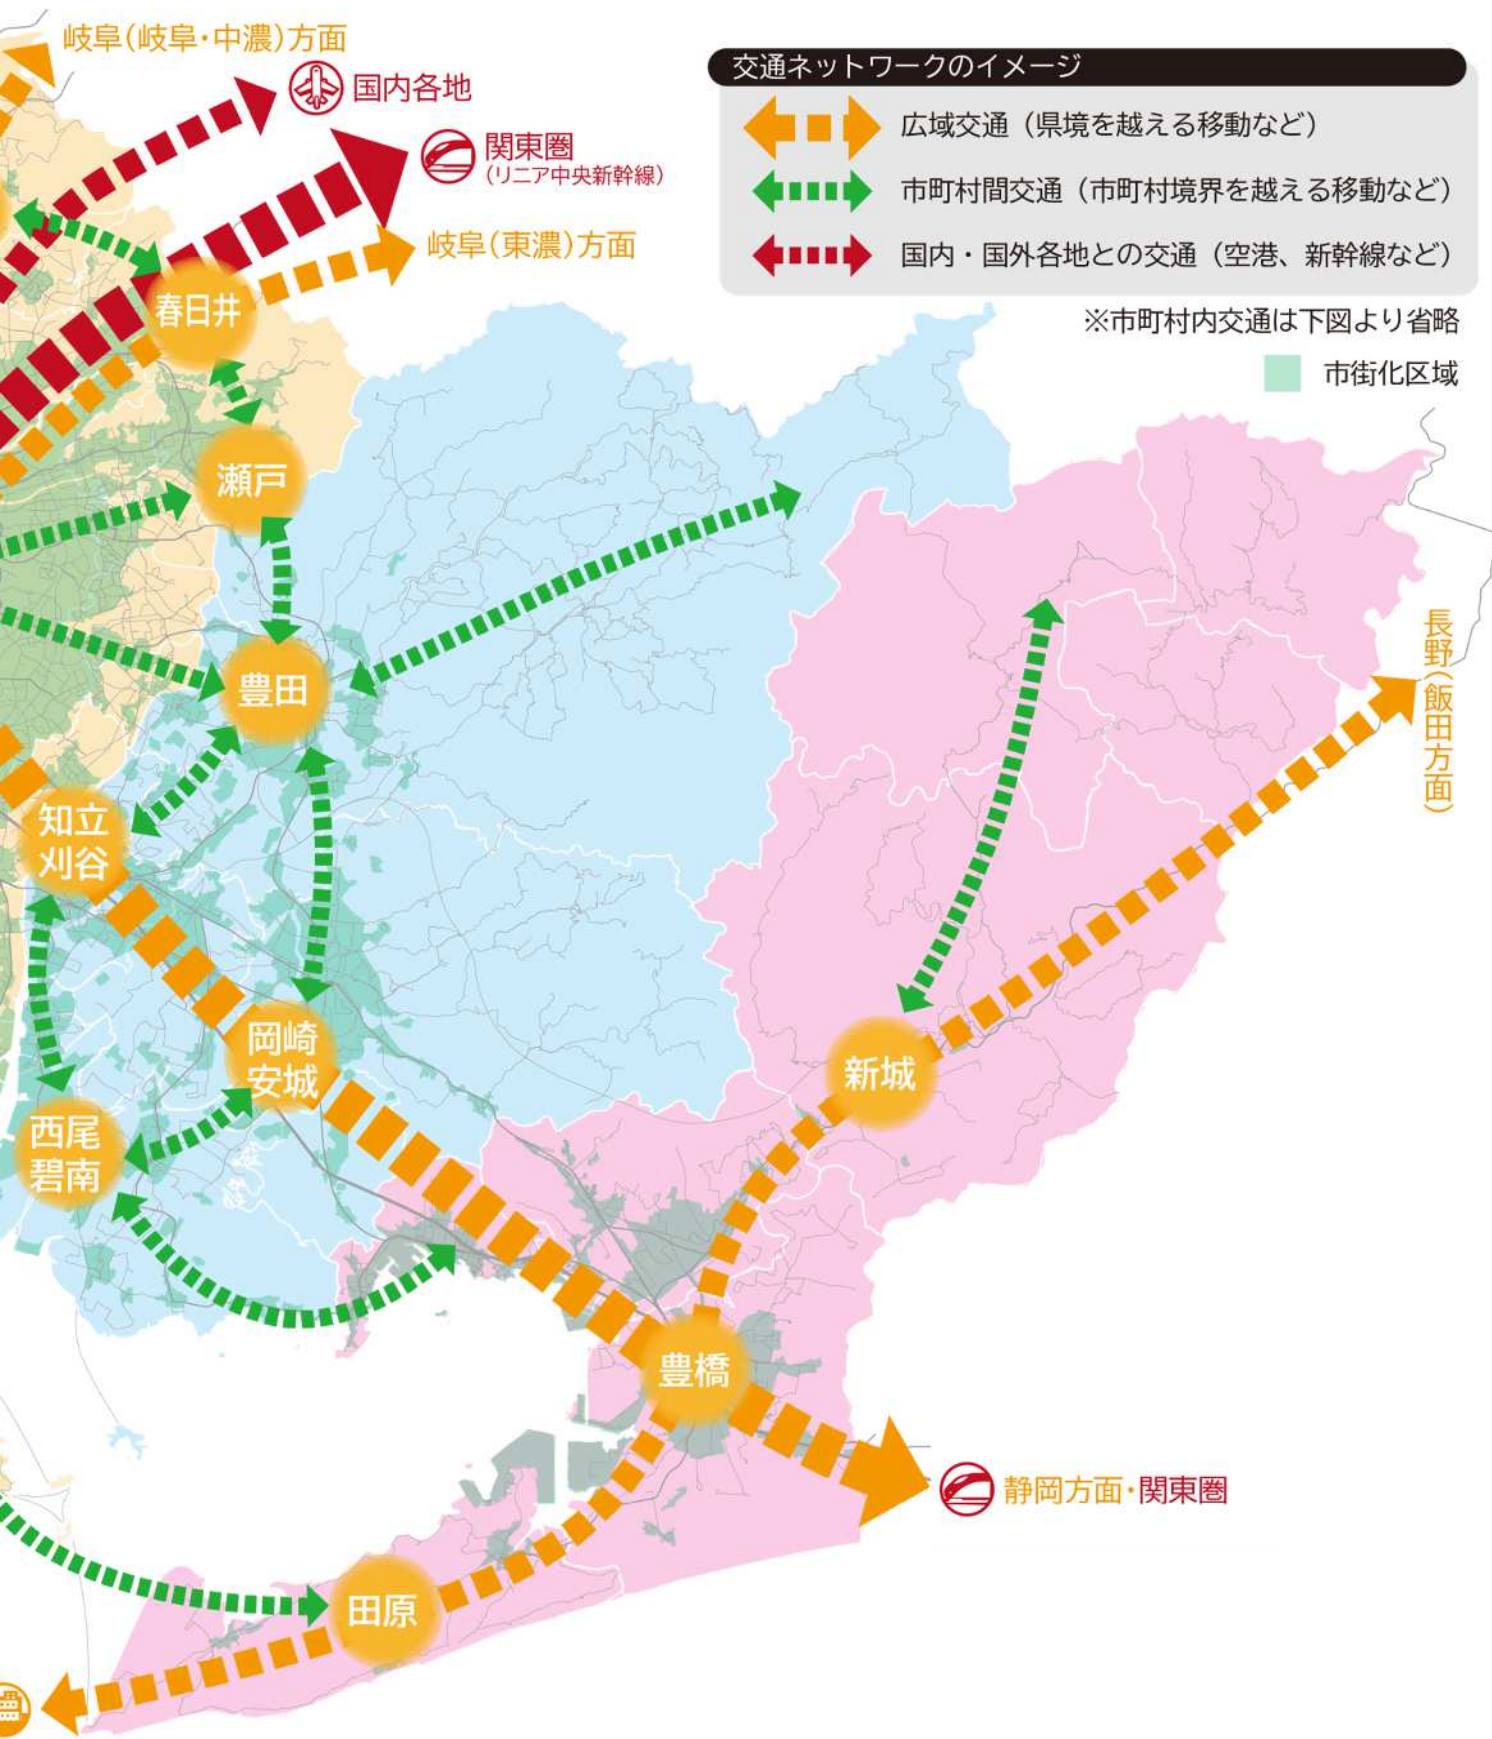 岐阜(岐阜・中濃)方面
国内各地
関東圏
(リニア中央新幹線)
岐阜(東濃)方面
交通ネットワークのイメージ
広域交通(県境を越える移動など)
市町村間交通(市町村境界を越える移動など)
国内・国外各地との交通(空港、新幹線など)
※市町村内交通は下図より省略
市街化区域
春日井
瀬戸
豊田
長野(飯田方面)
知立
刈谷
岡崎
安城
新城
西尾
碧南
豊橋
静岡方面・関東圏
田原